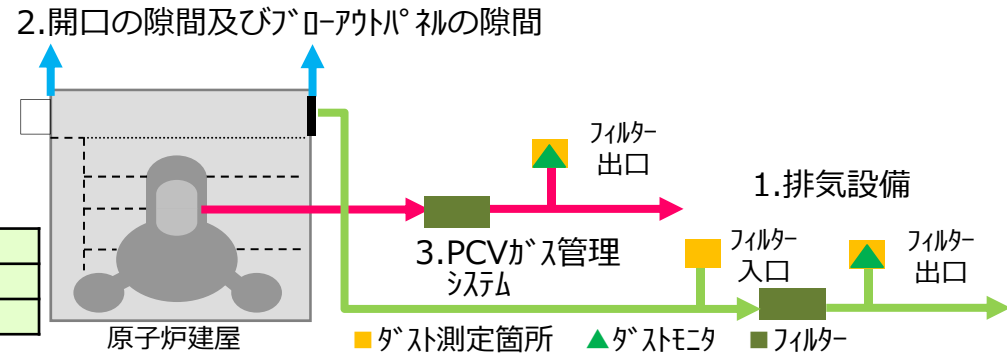 2.開口の隙間及びﾌﾞﾛｰｱｳﾄﾊﾟﾈﾙの隙間
ﾌｨﾙﾀｰ
出口
1.排気設備
3.PCVｶﾞｽ管理
ｼｽﾃﾑ
ﾌｨﾙﾀｰ
入口
ﾌｨﾙﾀｰ
出口
原子炉建屋
■ﾀﾞｽﾄ測定箇所 ▲ﾀﾞｽﾄﾓﾆﾀ ■ﾌｨﾙﾀｰ